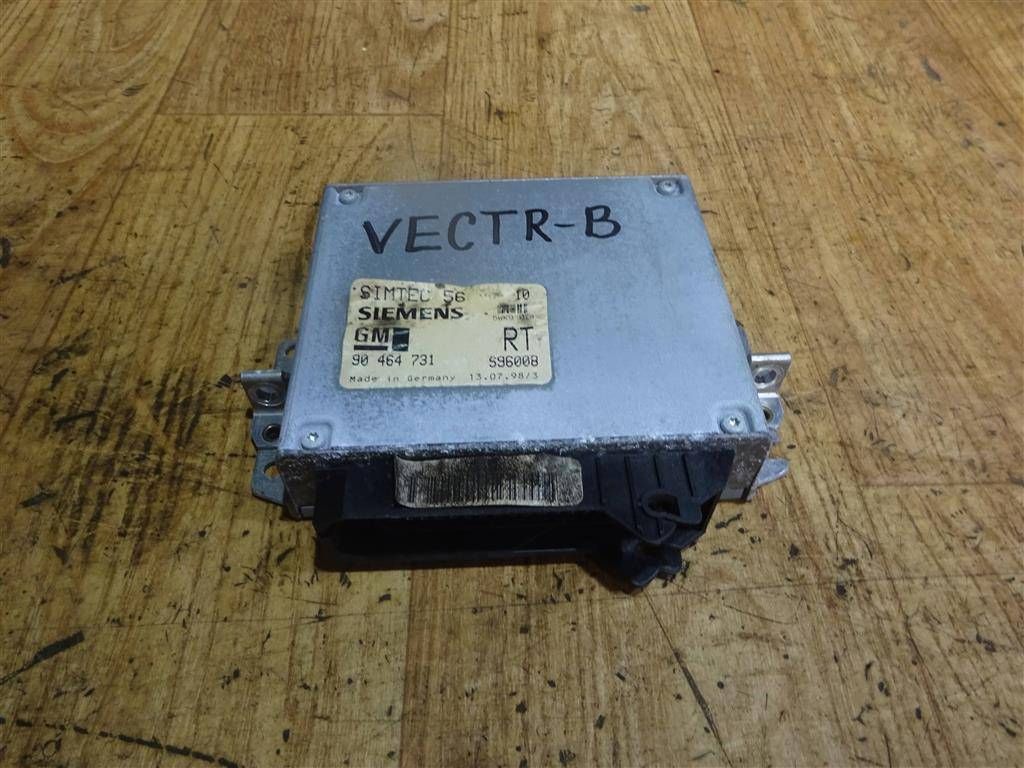 VECTR-B
SIMTEC 56 10
SIEMENS
GM RT
90 464 731 S96008
Made in Germany 13.07.98/3